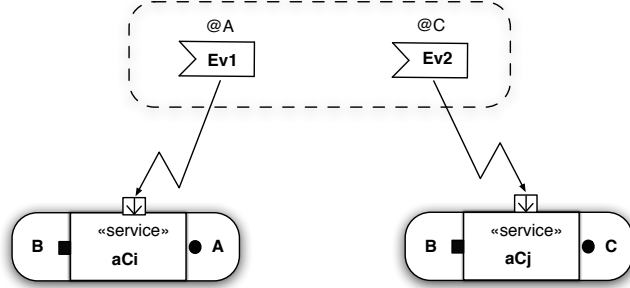 @A
@C
Ev1
Ev2
«service»
B
A
aCi
«service»
B
C
aCj